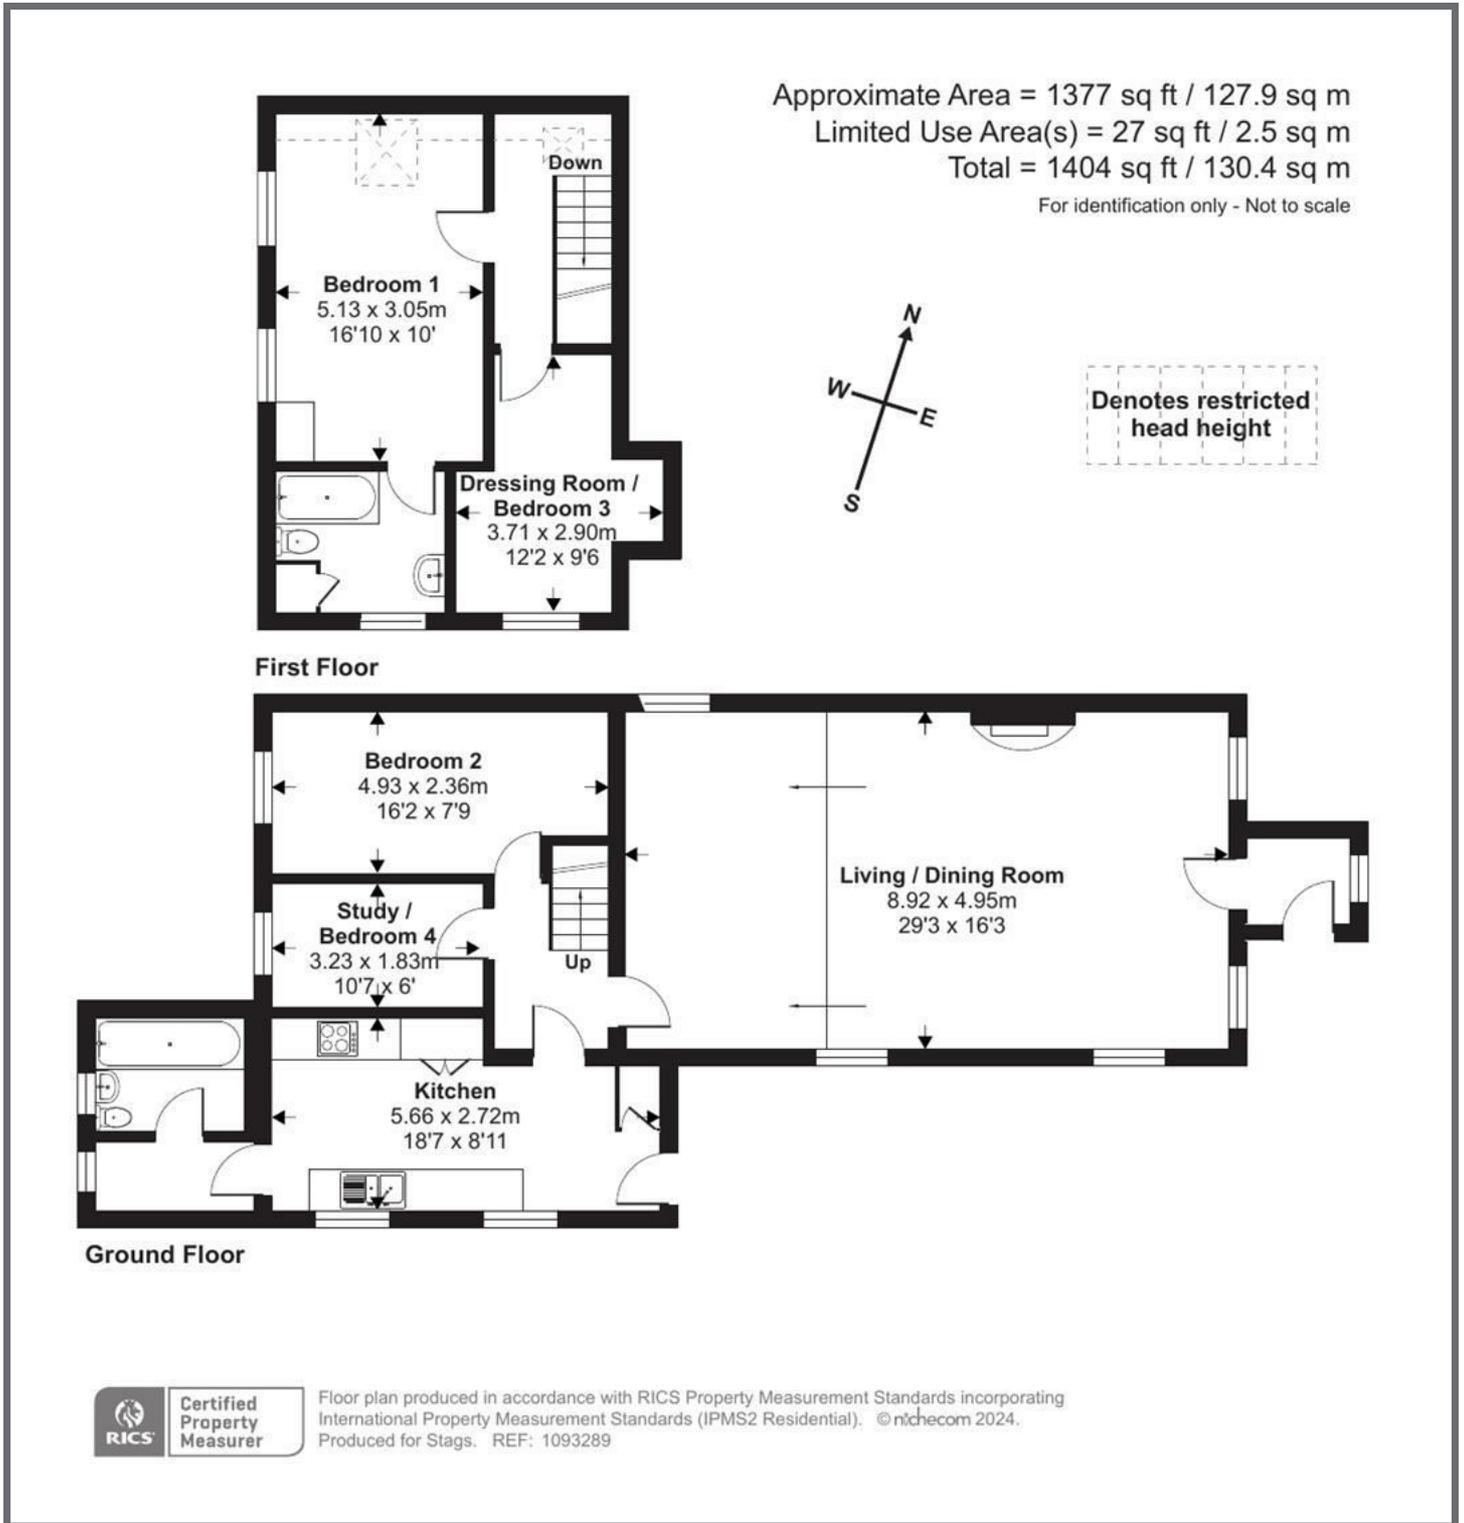 Approximate Area = 1377 sq ft / 127.9 sq m
Limited Use Area(s) = 27 sq ft / 2.5 sq m
Total = 1404 sq ft / 130.4 sq m
For identification only - Not to scale
Down
Bedroom 1
5.13 x 3.05m
16'10 x 10'
N
W
E
S
Denotes restricted
head height
Dressing Room /
Bedroom 3
3.71 x 2.90m
12'2 x 9'6
First Floor
Bedroom 2
4.93 x 2.36m
16'2 x 7'9
Living / Dining Room
8.92 x 4.95m
29'3 x 16'3
Study /
Bedroom 4
3.23 x 1.83m
10'7 x 6'
Up
Kitchen
5.66 x 2.72m
18'7 x 8'11
Ground Floor
RICS
Certified
Property
Measurer
Floor plan produced in accordance with RICS Property Measurement Standards incorporating
International Property Measurement Standards (IPMS2 Residential). © nichecom 2024.
Produced for Stags. REF: 1093289